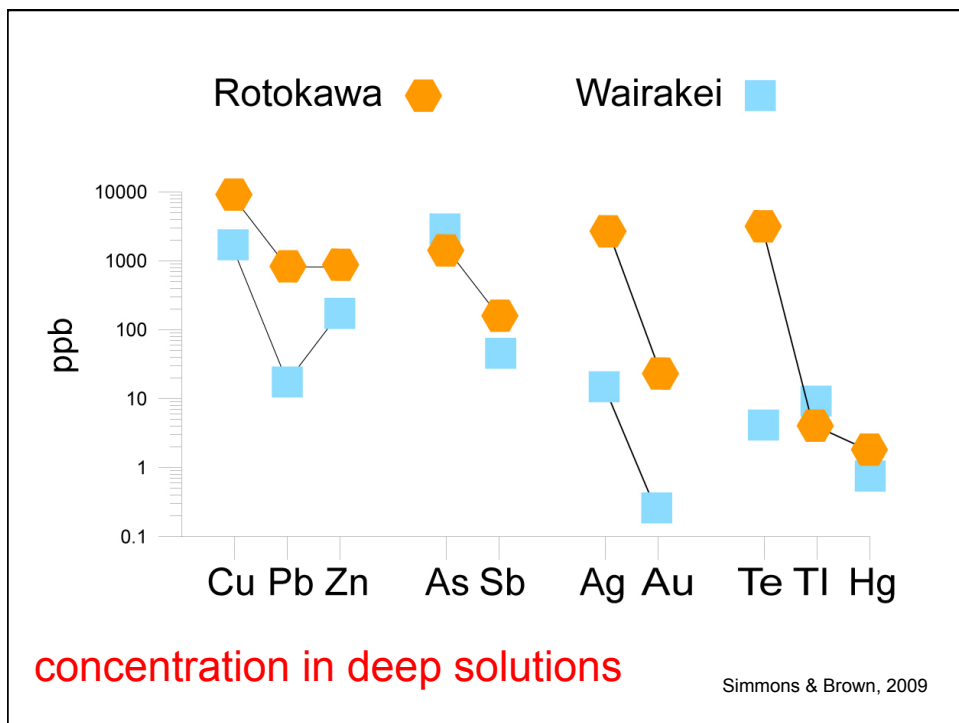 Rotokawa
Wairakei
10000
1000
100
10
1
0.1
ppb
Cu Pb Zn As Sb Ag Au Te Tl Hg
concentration in deep solutions
Simmons & Brown, 2009